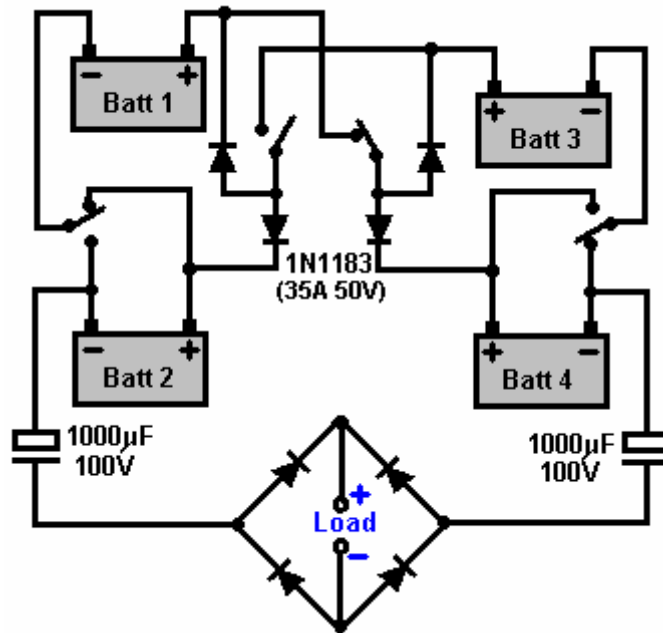 - +
Batt 1
+ -
Batt 3
1N1183
(35A 50V)
- +
Batt 2
+ -
Batt 4
1000µF
100V
1000µF
100V
+
Load
-